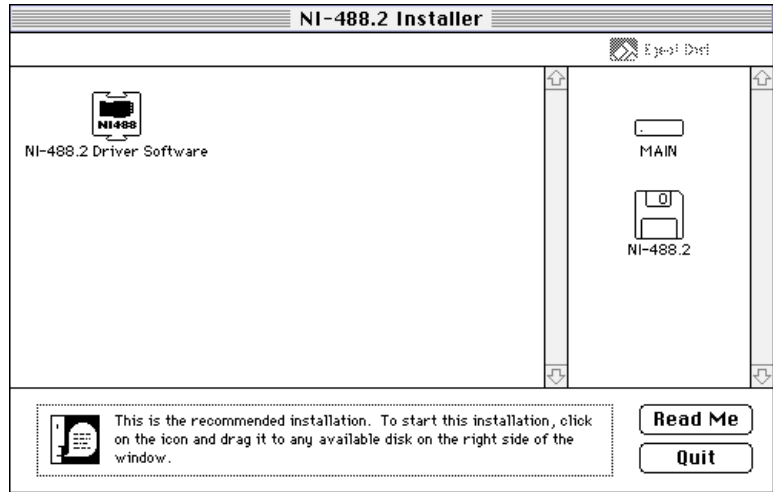 NI-488.2 Installer
Eject Disk
NI488
NI-488.2 Driver Software
MAIN
NI-488.2
This is the recommended installation. To start this installation, click
on the icon and drag it to any available disk on the right side of the
window.
Read Me
Quit